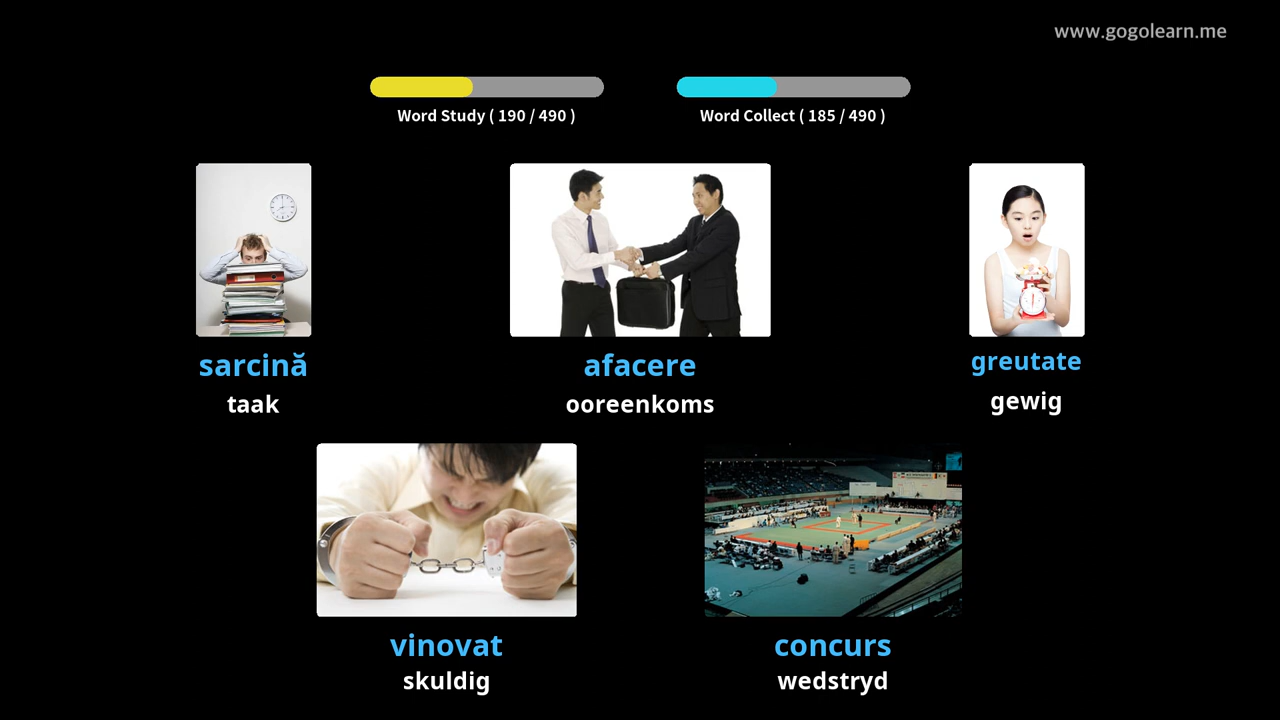 www.gogolearn.me
Word Study ( 190 / 490 )
Word Collect ( 185 / 490 )
sarcină
taak
afacere
ooreenkoms
greutate
gewig
vinovat
skuldig
concurs
wedstryd